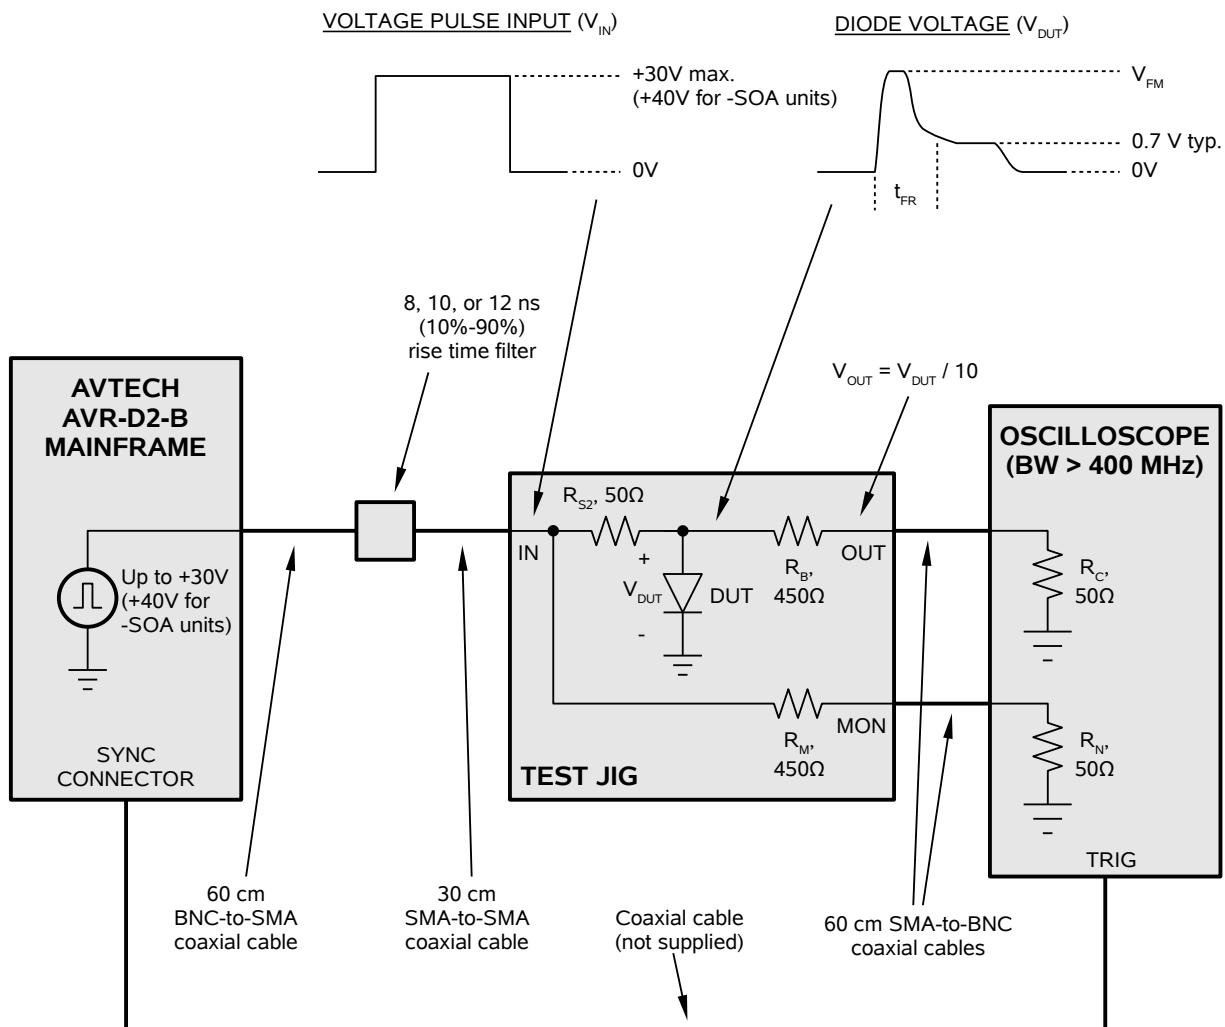 VOLTAGE PULSE INPUT (V_IN)
+30V max.
(+40V for -SOA units)
0V
DIODE VOLTAGE (V_DUT)
V_FM
0.7 V typ.
0V
t_FR
8, 10, or 12 ns
(10%-90%)
rise time filter
V_OUT = V_DUT / 10
AVTECH
AVR-D2-B
MAINFRAME
Up to +30V
(+40V for
-SOA units)
SYNC
CONNECTOR
R_S2, 50Ω
IN
+
V_DUT
-
DUT
R_B,
450Ω
OUT
R_M,
450Ω
MON
TEST JIG
OSCILLOSCOPE
(BW > 400 MHz)
R_C,
50Ω
R_N,
50Ω
TRIG
60 cm
BNC-to-SMA
coaxial cable
30 cm
SMA-to-SMA
coaxial cable
Coaxial cable
(not supplied)
60 cm SMA-to-BNC
coaxial cables